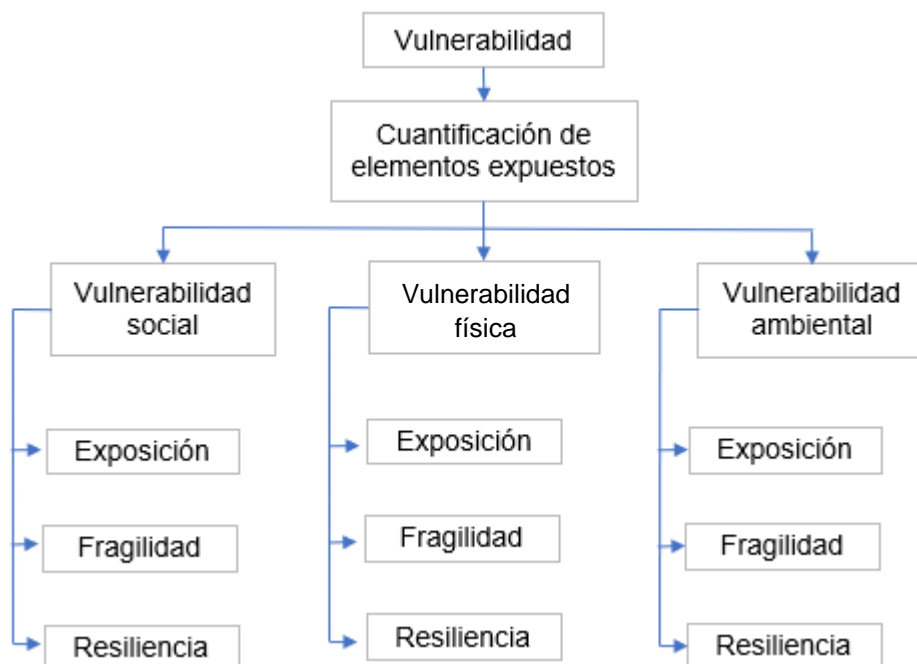 Vulnerabilidad
Cuantificación de
elementos expuestos
Vulnerabilidad
social
Vulnerabilidad
física
Vulnerabilidad
ambiental
Exposición
Exposición
Exposición
Fragilidad
Fragilidad
Fragilidad
Resiliencia
Resiliencia
Resiliencia